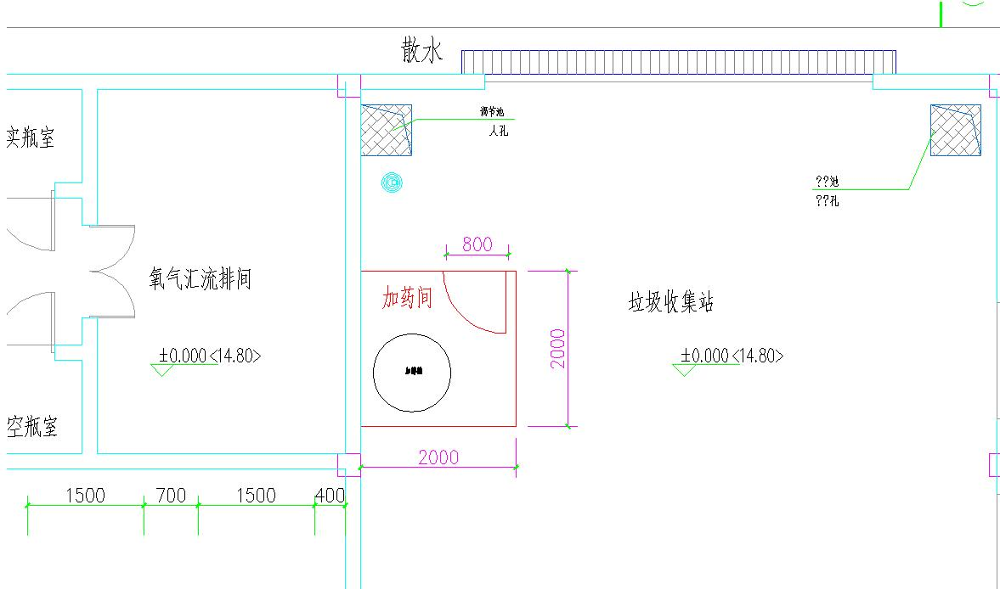 散水
调节池
人孔
实瓶室
??池
??孔
800
氧气汇流排间
加药间
垃圾收集站
2000
±0.000<14.80>
±0.000<14.80>
空瓶室
2000
1500
700
1500
400